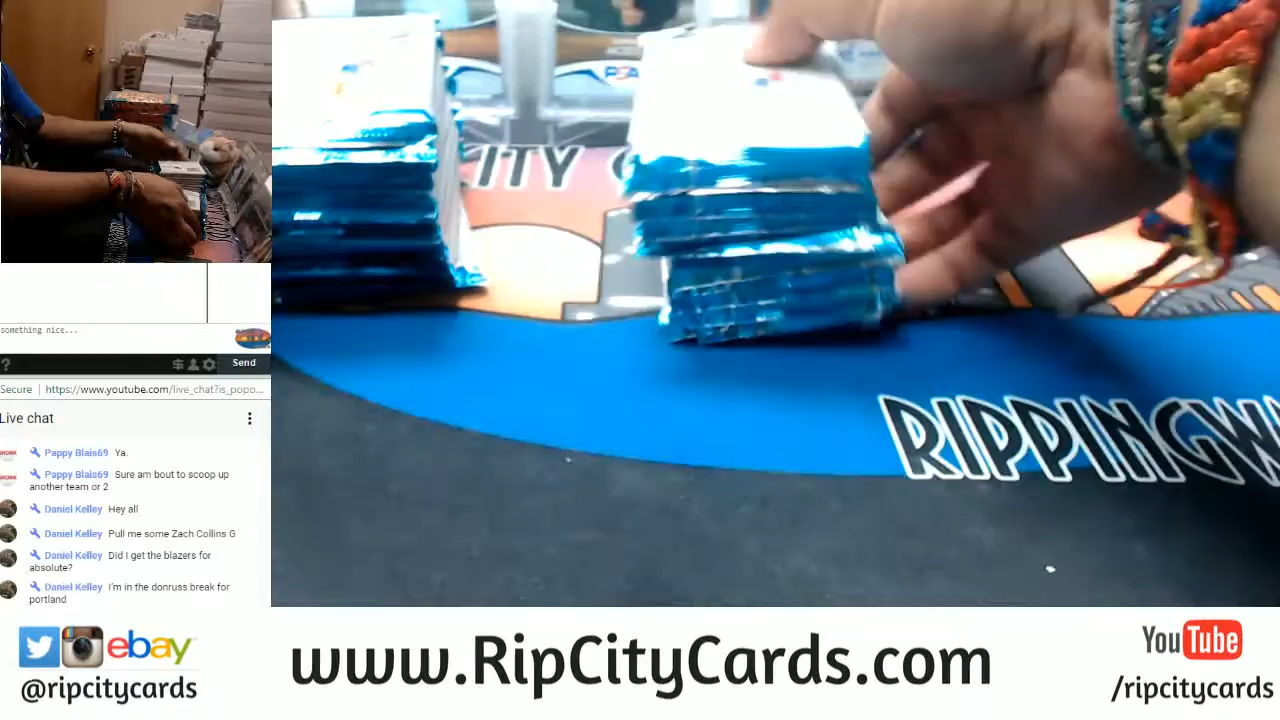 ITY
RIPPINGW
something nice...
?
Send
Secure | https://www.youtube.com/live_chat?is_popo...
Live chat
Pappy Blais69 Ya.
Pappy Blais69 Sure am bout to scoop up
another team or 2
Daniel Kelley Hey all
Daniel Kelley Pull me some Zach Collins G
Daniel Kelley Did I get the blazers for
absolute?
Daniel Kelley I'm in the donruss break for
portland
ebay
@ripcitycards
www.RipCityCards.com
YouTube
/ripcitycards